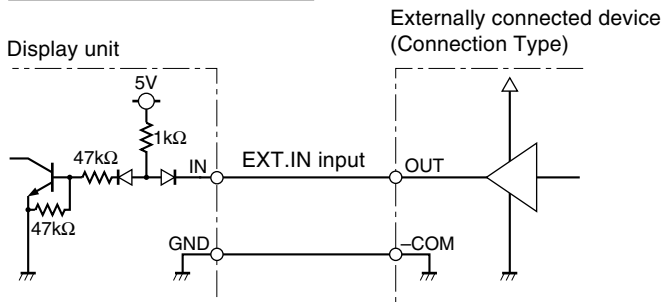 Externally connected device
(Connection Type)
Display unit
5V
1kΩ
47kΩ
IN
EXT.IN input
OUT
47kΩ
GND
–COM